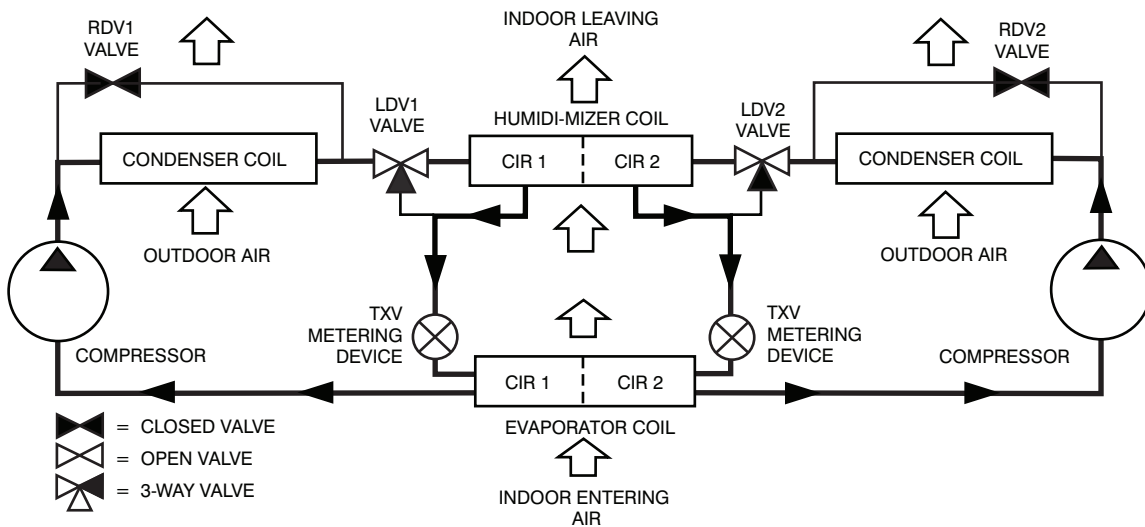 RDV1
VALVE
INDOOR LEAVING
AIR
RDV2
VALVE
LDV1
VALVE
HUMIDI-MIZER COIL
LDV2
VALVE
CONDENSER COIL
CIR 1
CIR 2
CONDENSER COIL
OUTDOOR AIR
OUTDOOR AIR
TXV
METERING
DEVICE
TXV
METERING
DEVICE
COMPRESSOR
COMPRESSOR
CIR 1
CIR 2
EVAPORATOR COIL
= CLOSED VALVE
= OPEN VALVE
= 3-WAY VALVE
INDOOR ENTERING
AIR